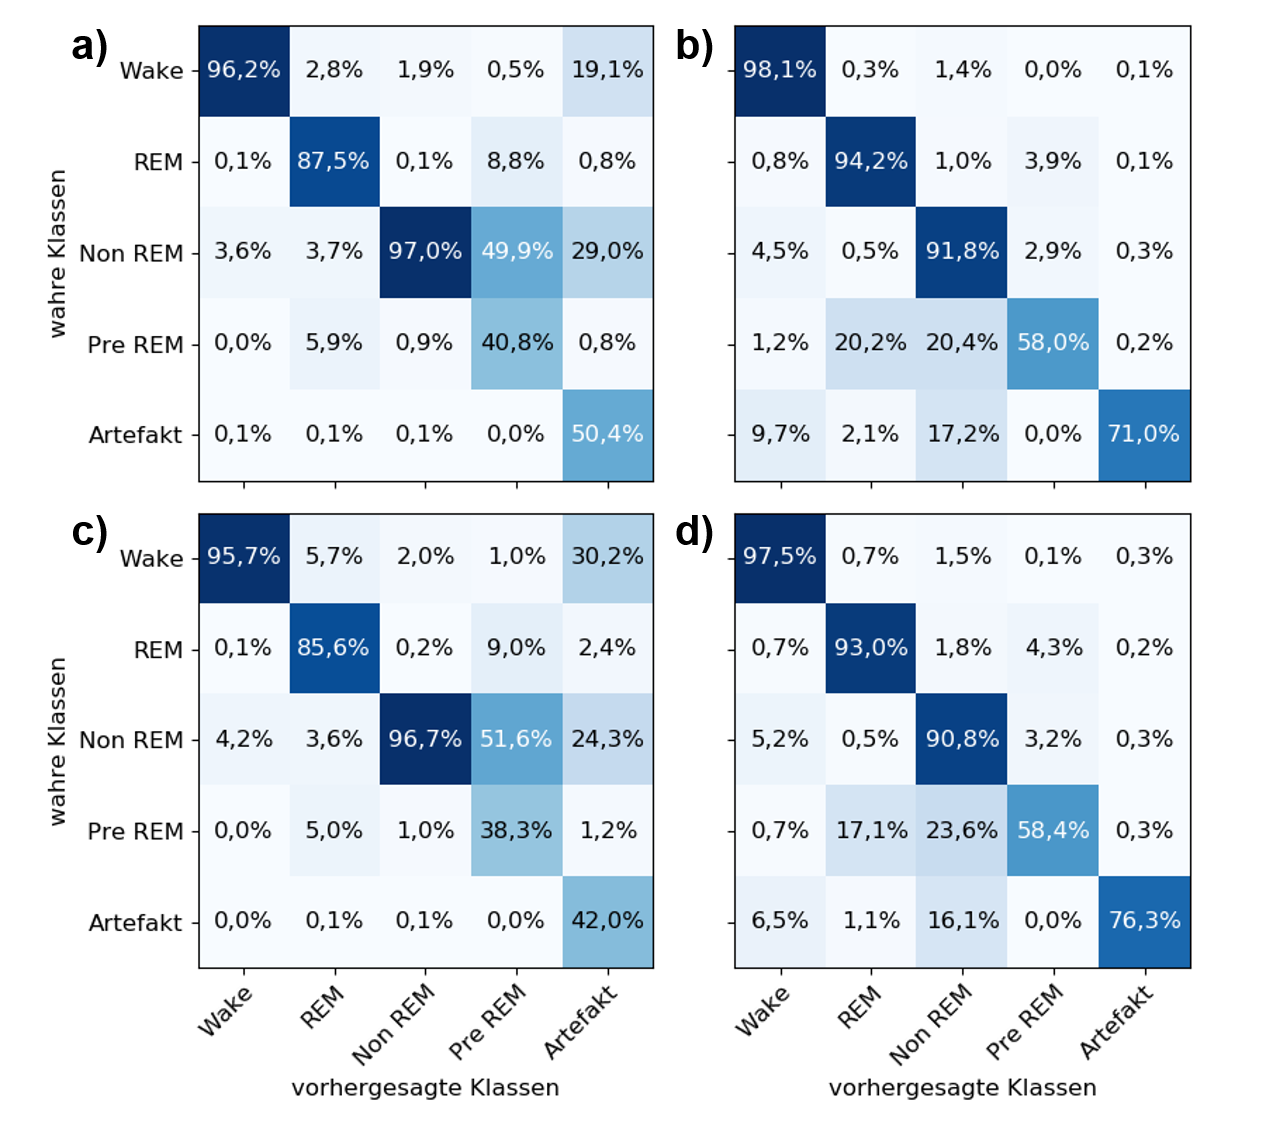 a)
b)
Wake 96,2% 2,8% 1,9% 0,5% 19,1%
98,1% 0,3% 1,4% 0,0% 0,1%
REM 0,1% 87,5% 0,1% 8,8% 0,8%
0,8% 94,2% 1,0% 3,9% 0,1%
wahre Klassen
Non REM 3,6% 3,7% 97,0% 49,9% 29,0%
4,5% 0,5% 91,8% 2,9% 0,3%
Pre REM 0,0% 5,9% 0,9% 40,8% 0,8%
1,2% 20,2% 20,4% 58,0% 0,2%
Artefakt 0,1% 0,1% 0,1% 0,0% 50,4%
9,7% 2,1% 17,2% 0,0% 71,0%
c)
d)
Wake 95,7% 5,7% 2,0% 1,0% 30,2%
97,5% 0,7% 1,5% 0,1% 0,3%
REM 0,1% 85,6% 0,2% 9,0% 2,4%
0,7% 93,0% 1,8% 4,3% 0,2%
wahre Klassen
Non REM 4,2% 3,6% 96,7% 51,6% 24,3%
5,2% 0,5% 90,8% 3,2% 0,3%
Pre REM 0,0% 5,0% 1,0% 38,3% 1,2%
0,7% 17,1% 23,6% 58,4% 0,3%
Artefakt 0,0% 0,1% 0,1% 0,0% 42,0%
6,5% 1,1% 16,1% 0,0% 76,3%
Wake REM Non REM Pre REM Artefakt
Wake REM Non REM Pre REM Artefakt
vorhergesagte Klassen
vorhergesagte Klassen